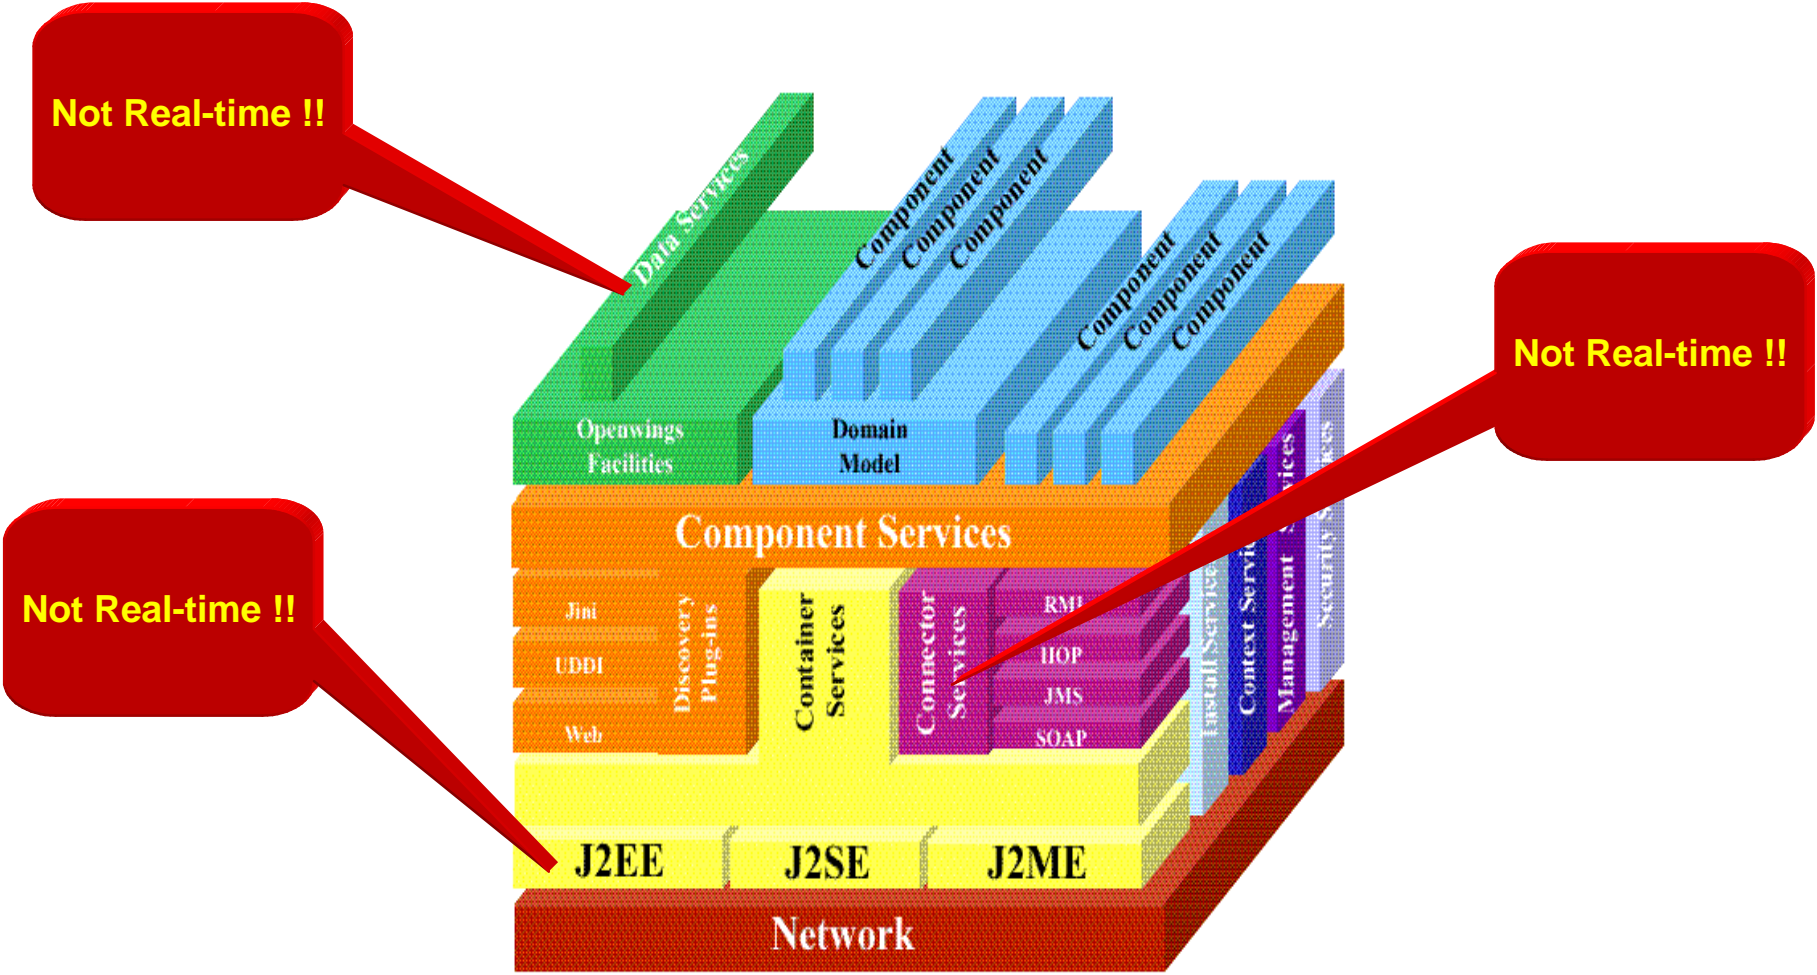 Not Real-time !!
Data Services
Component
Component
Component
Component
Component
Component
Not Real-time !!
Openwings
Facilities
Domain
Model
Component Services
Not Real-time !!
Jini
UDDI
Web
Discovery
Plug-ins
Container
Services
Connector
Services
RMI
IIOP
JMS
SOAP
Install Services
Context Services
Management Services
Security Services
J2EE
J2SE
J2ME
Network